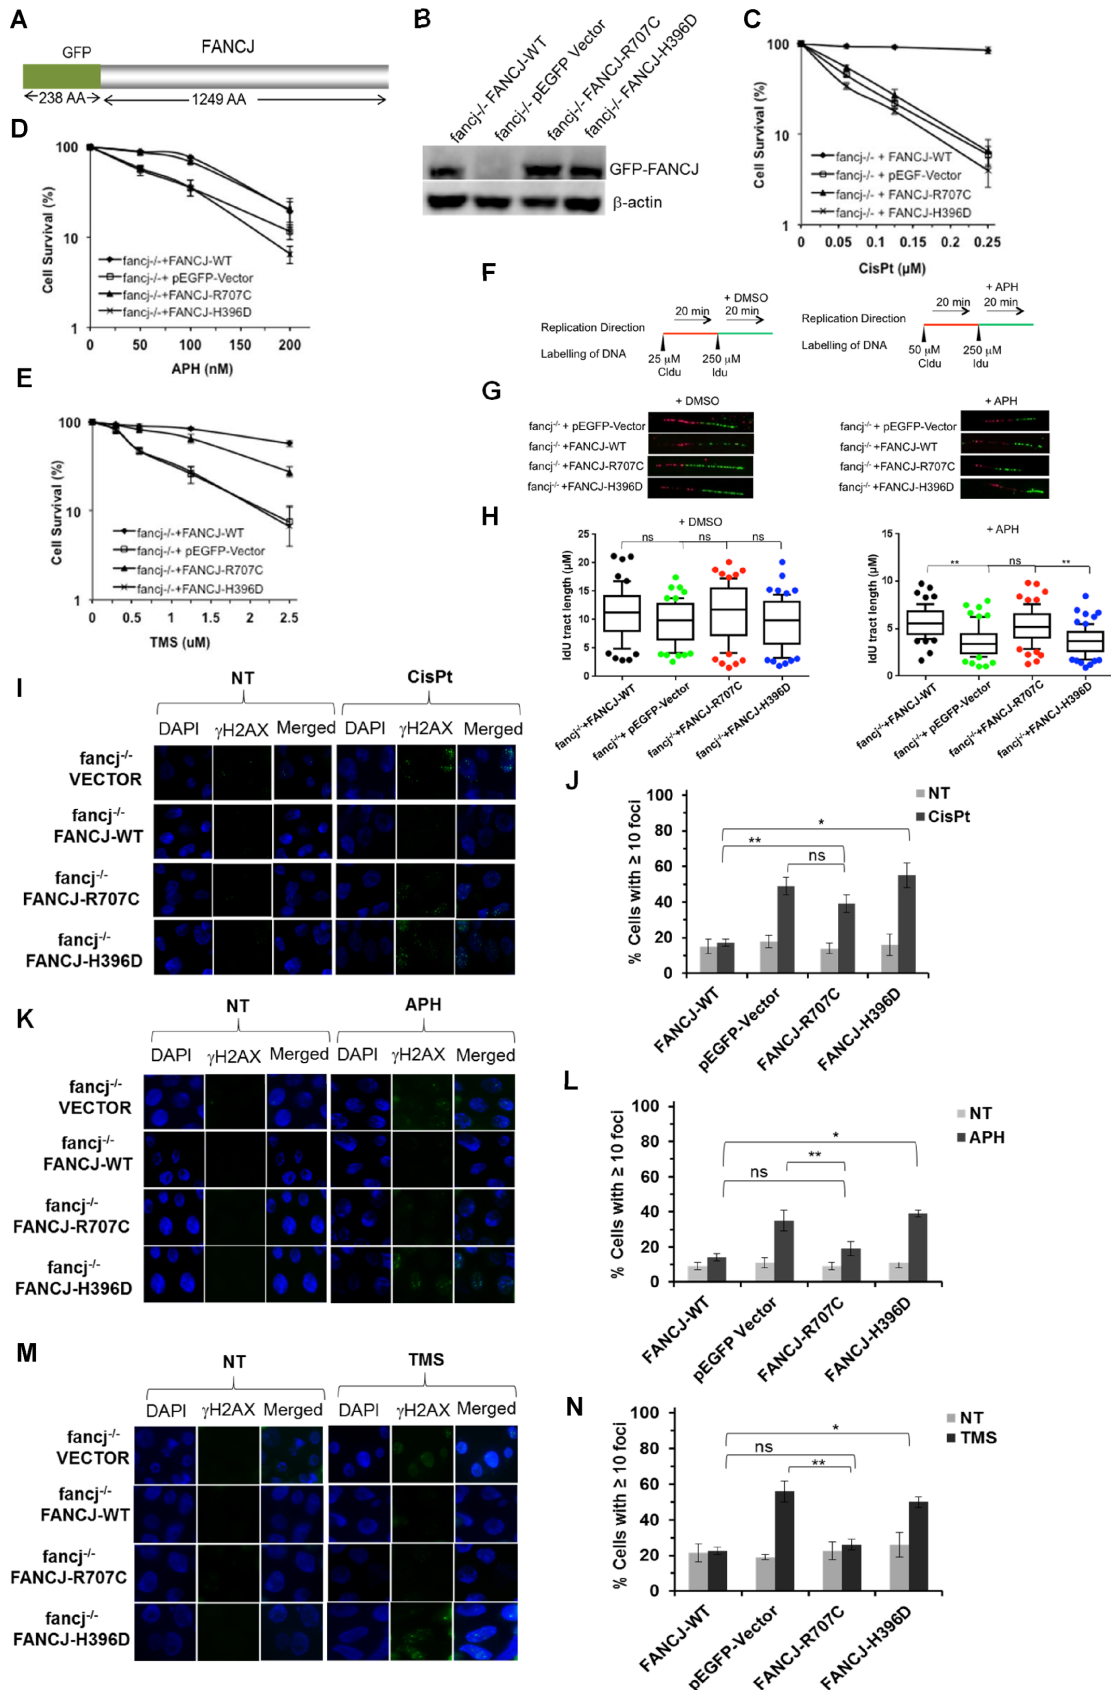 A
GFP
FANCJ
238 AA
1249 AA
B
fancj-/- FANCJ-WT
fancj-/- pEGFP Vector
fancj-/- FANCJ-R707C
fancj-/- FANCJ-H396D
GFP-FANCJ
β-actin
C
Cell Survival (%)
100
10
1
fancj-/- + FANCJ-WT
fancj-/- + pEGF-Vector
fancj-/- + FANCJ-R707C
fancj-/- + FANCJ-H396D
0
0.05
0.1
0.15
0.2
0.25
CisPt (μM)
D
Cell Survival (%)
100
10
1
fancj-/-+FANCJ-WT
fancj-/-+ pEGFP-Vector
fancj-/-+FANCJ-R707C
fancj-/-+FANCJ-H396D
0
50
100
150
200
APH (nM)
E
Cell Survival (%)
100
10
1
fancj-/-+FANCJ-WT
fancj-/-+ pEGFP-Vector
fancj-/-+FANCJ-R707C
fancj-/-+FANCJ-H396D
0
0.5
1
1.5
2
2.5
TMS (uM)
F
+ DMSO
20 min
20 min
Replication Direction
Labelling of DNA
25 μM
Cldu
250 μM
Idu
+ APH
20 min
20 min
Replication Direction
Labelling of DNA
50 μM
Cldu
250 μM
Idu
G
+ DMSO
fancj-/- + pEGFP-Vector
fancj-/- +FANCJ-WT
fancj-/- +FANCJ-R707C
fancj-/- +FANCJ-H396D
+ APH
fancj-/- + pEGFP-Vector
fancj-/- +FANCJ-WT
fancj-/- +FANCJ-R707C
fancj-/- +FANCJ-H396D
H
+ DMSO
IdU tract length (μM)
25
20
15
10
5
0
ns
ns
ns
fancj-/-+FANCJ-WT
fancj-/-+ pEGFP-Vector
fancj-/-+FANCJ-R707C
fancj-/-+FANCJ-H396D
+ APH
IdU tract length (μM)
15
10
5
0
**
ns
**
fancj-/-+FANCJ-WT
fancj-/-+ pEGFP-Vector
fancj-/-+FANCJ-R707C
fancj-/-+FANCJ-H396D
I
NT
CisPt
DAPI
γH2AX
Merged
DAPI
γH2AX
Merged
fancj-/-
VECTOR
fancj-/-
FANCJ-WT
fancj-/-
FANCJ-R707C
fancj-/-
FANCJ-H396D
J
% Cells with ≥ 10 foci
100
80
60
40
20
0
NT
CisPt
*
**
ns
FANCJ-WT
pEGFP-Vector
FANCJ-R707C
FANCJ-H396D
K
NT
APH
DAPI
γH2AX
Merged
DAPI
γH2AX
Merged
fancj-/-
VECTOR
fancj-/-
FANCJ-WT
fancj-/-
FANCJ-R707C
fancj-/-
FANCJ-H396D
L
% Cells with ≥ 10 foci
100
80
60
40
20
0
NT
APH
*
**
ns
FANCJ-WT
pEGFP Vector
FANCJ-R707C
FANCJ-H396D
M
NT
TMS
DAPI
γH2AX
Merged
DAPI
γH2AX
Merged
fancj-/-
VECTOR
fancj-/-
FANCJ-WT
fancj-/-
FANCJ-R707C
fancj-/-
FANCJ-H396D
N
% Cells with ≥ 10 foci
100
80
60
40
20
0
NT
TMS
*
ns
**
FANCJ-WT
pEGFP-Vector
FANCJ-R707C
FANCJ-H396D